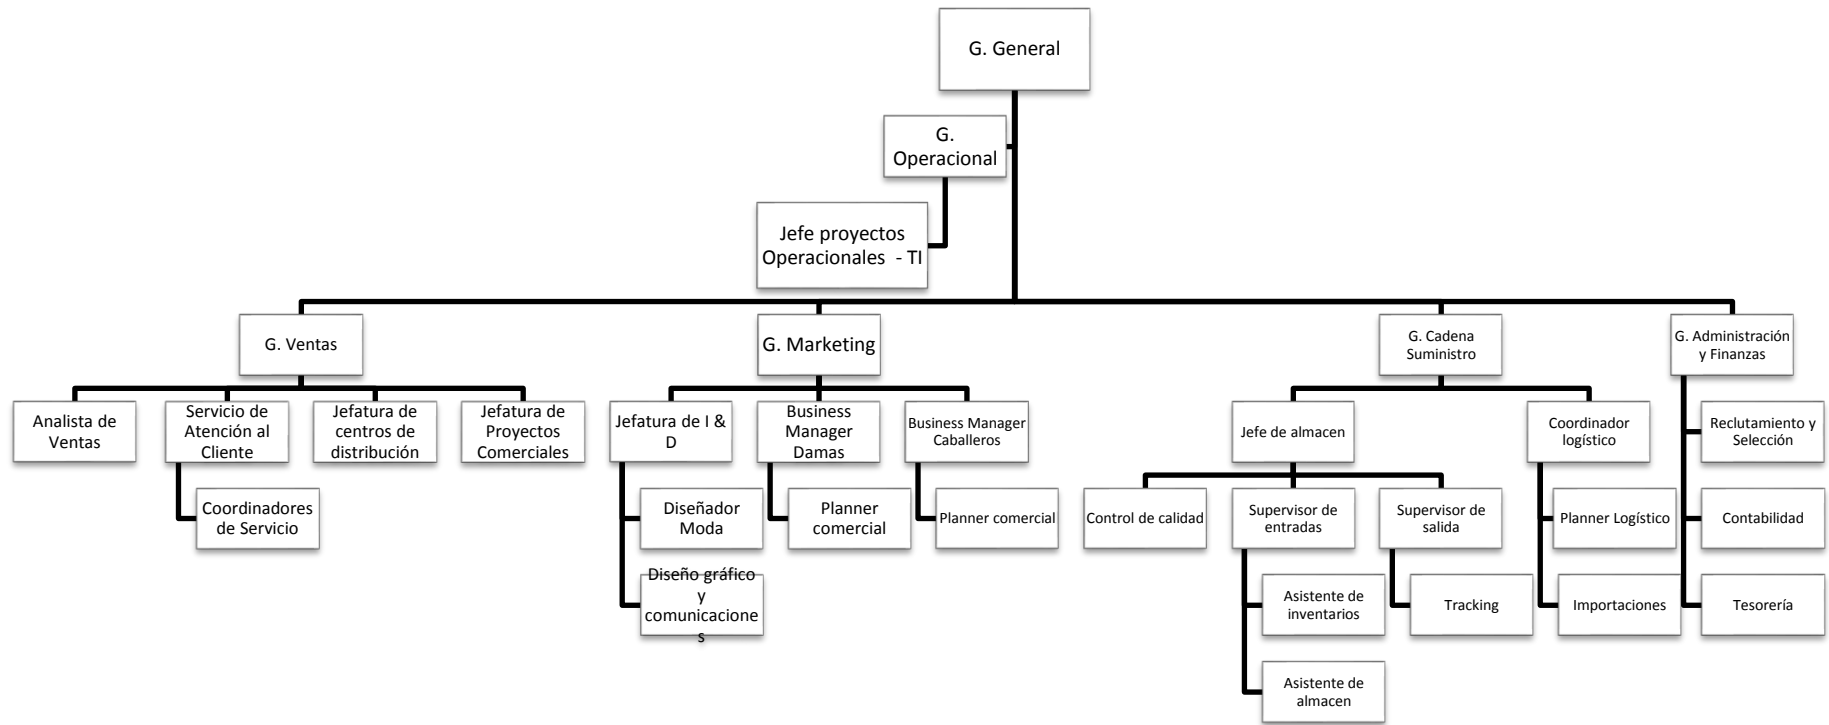 G. General
G.
Operacional
Jefe proyectos
Operacionales - TI
G. Ventas
G. Marketing
G. Cadena
Suministro
G. Administración
y Finanzas
Analista de
Ventas
Servicio de
Atención al
Cliente
Jefatura de
centros de
distribución
Jefatura de
Proyectos
Comerciales
Jefatura de I &
D
Business
Manager
Damas
Business Manager
Caballeros
Jefe de almacen
Coordinador
logístico
Reclutamiento y
Selección
Coordinadores
de Servicio
Diseñador
Moda
Planner
comercial
Planner comercial
Control de calidad
Supervisor de
entradas
Supervisor de
salida
Planner Logístico
Contabilidad
Diseño gráfico
y
comunicacione
s
Asistente de
inventarios
Tracking
Importaciones
Tesorería
Asistente de
almacen